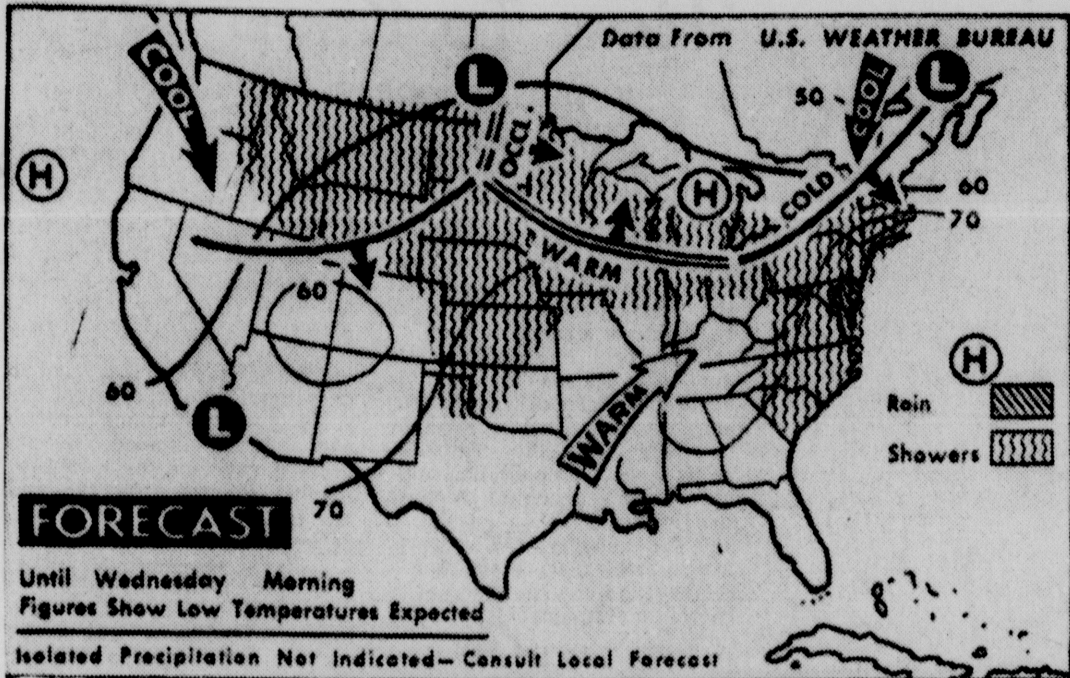 Data From U.S. WEATHER BUREAU
COOL
L
50
COOL
L
OCCL.
H
H
COLD
60
70
WARM
60
60
H
L
WARM
Rain
Showers
70
FORECAST
Until Wednesday Morning
Figures Show Low Temperatures Expected
Isolated Precipitation Not Indicated—Consult Local Forecast